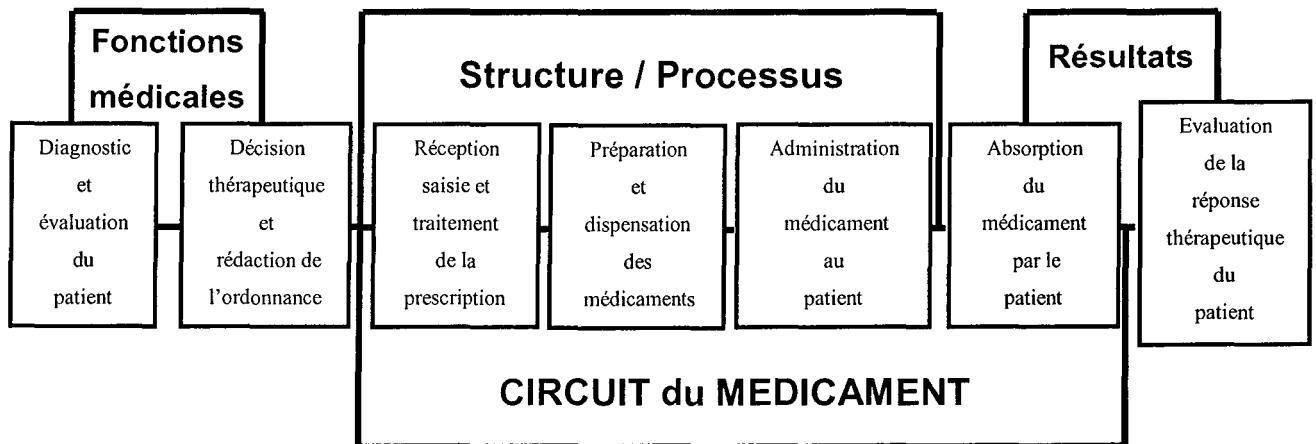 Fonctions
médicales
Structure / Processus
Résultats
Diagnostic
et
évaluation
du
patient
Décision
thérapeutique
et
rédaction de
l'ordonnance
Réception
saisie et
traitement
de la
prescription
Préparation
et
dispensation
des
médicaments
Administration
du
médicament
au
patient
Absorption
du
médicament
par le
patient
Evaluation
de la
réponse
thérapeutique
du
patient
CIRCUIT du MEDICAMENT